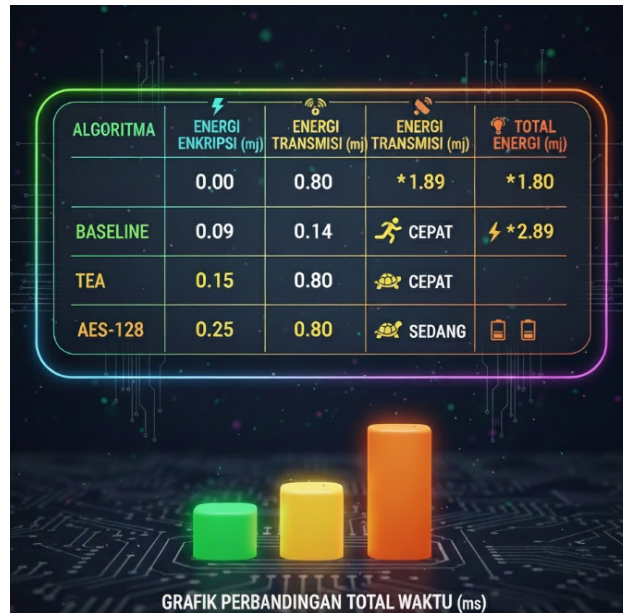 ALGORITMA
ENERGI
ENKRIPSI (mj)
ENERGI
TRANSMISI (mj)
ENERGI
TRANSMISI (mj)
TOTAL
ENERGI (mj)
0.00 0.80 *1.89 *1.80
BASELINE 0.09 0.14 CEPAT *2.89
TEA 0.15 0.80 CEPAT
AES-128 0.25 0.80 SEDANG
GRAFIK PERBANDINGAN TOTAL WAKTU (ms)